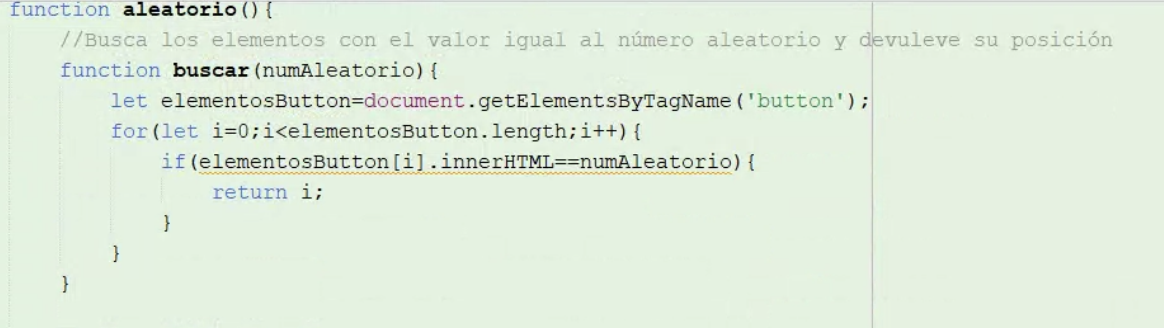 function aleatorio(){
//Busca los elementos con el valor igual al número aleatorio y devuleve su posición
function buscar(numAleatorio){
let elementosButton=document.getElementsByTagName('button');
for(let i=0;i<elementosButton.length;i++){
if(elementosButton[i].innerHTML==numAleatorio){
return i;
}
}
}